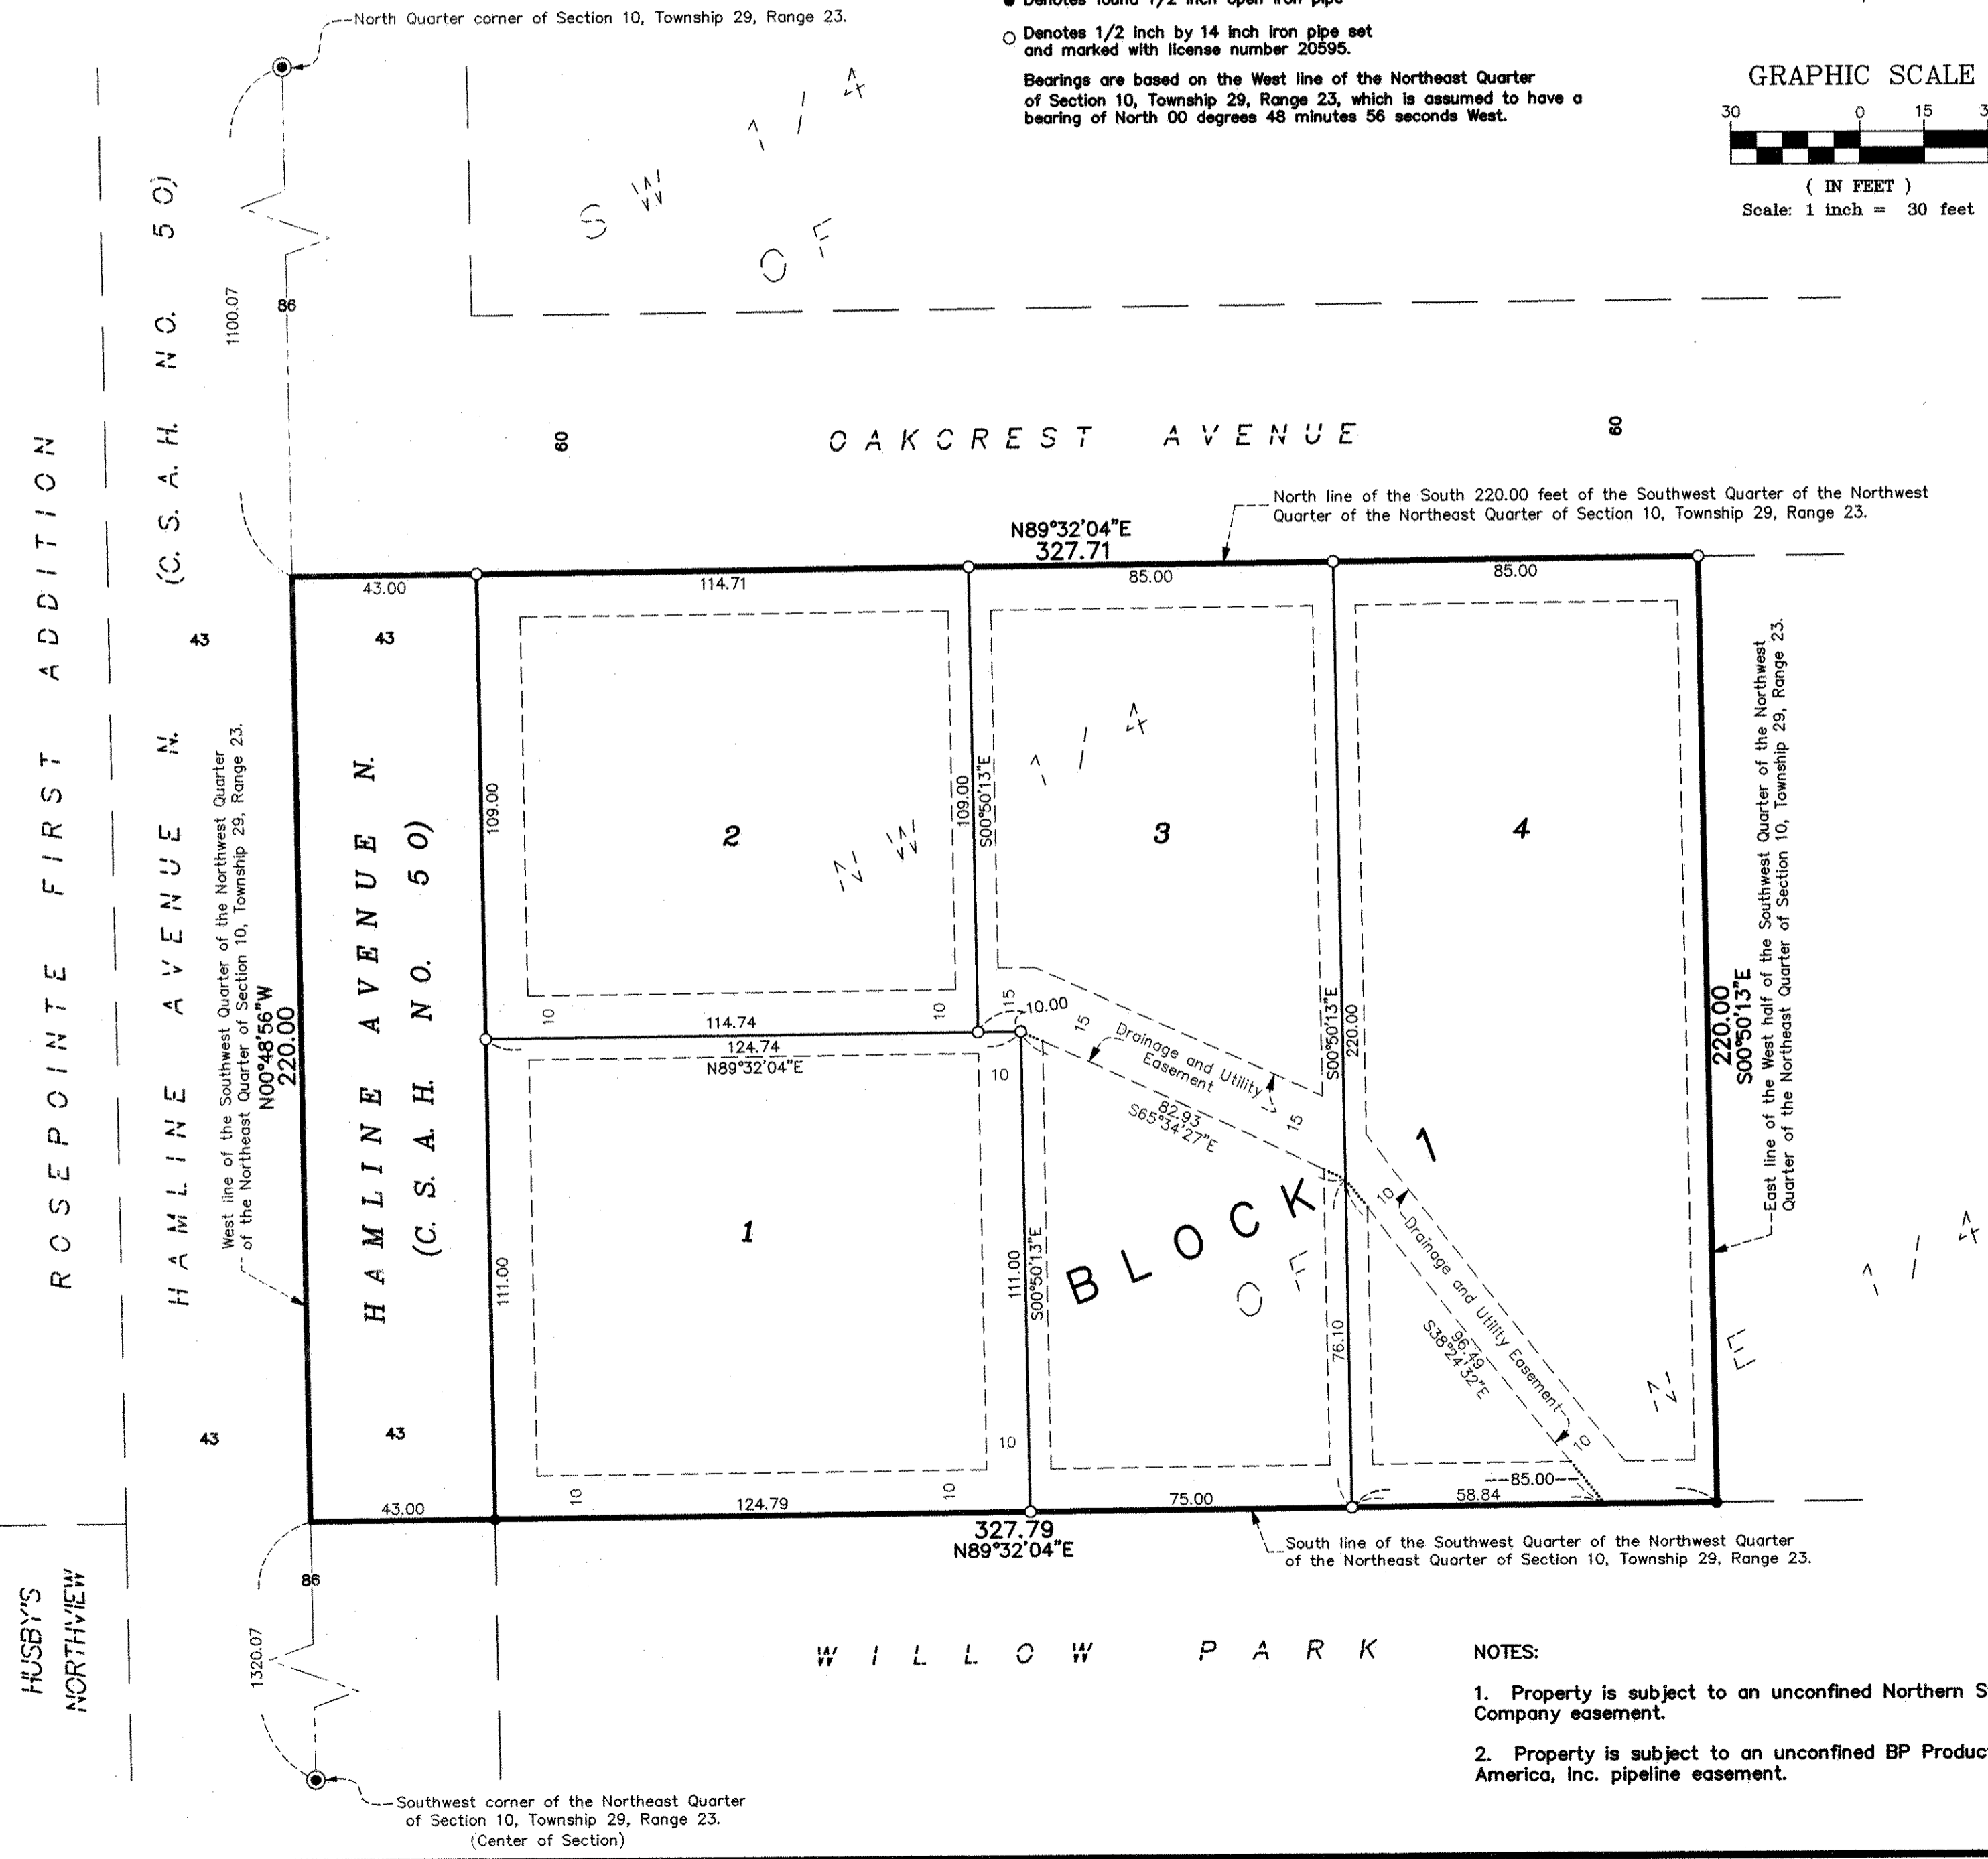 North Quarter corner of Section 10, Township 29, Range 23.
Denotes found 1/2 inch open iron pipe
Denotes 1/2 inch by 14 inch iron pipe set
and marked with license number 20595.
Bearings are based on the West line of the Northeast Quarter
of Section 10, Township 29, Range 23, which is assumed to have a
bearing of North 00 degrees 48 minutes 56 seconds West.
GRAPHIC SCALE
30 0 15
( IN FEET )
Scale: 1 inch = 30 feet
SW 1/4
OF
1100.07
86
60
OAKCREST AVENUE
60
North line of the South 220.00 feet of the Southwest Quarter of the Northwest
Quarter of the Northeast Quarter of Section 10, Township 29, Range 23.
N89°32'04"E
327.71
43.00
114.71
85.00
85.00
ROSEPOINTE FIRST ADDITION
HAMLINE AVENUE N. (C.S.A.H. NO. 50)
43
43
West line of the Southwest Quarter of the Northwest Quarter
of the Northeast Quarter of Section 10, Township 29, Range 23.
N00°48'56"W
220.00
HAMLINE AVENUE N.
(C.S.A.H. NO. 50)
109.00
2
109.00
S00°50'13"E
NW 1/4
3
4
East line of the West half of the Southwest Quarter of the Northwest
Quarter of the Northeast Quarter of Section 10, Township 29, Range 23.
220.00
S00°50'13"E
10
10
15
10.00
15
114.74
124.74
N89°32'04"E
10
Drainage and Utility
Easement
15
82.93
S65°34'27"E
S00°50'13"E
220.00
BLOCK 1
OF
1
111.00
111.00
S00°50'13"E
76.10
10
Drainage and Utility Easement
10
96.49
S38°24'32"E
NE 1/4
43
43
10
10
10
43.00
124.79
75.00
85.00
58.84
327.79
N89°32'04"E
South line of the Southwest Quarter of the Northwest Quarter
of the Northeast Quarter of Section 10, Township 29, Range 23.
HUSBY'S
NORTHVIEW
86
1320.07
WILLOW PARK
Southwest corner of the Northeast Quarter
of Section 10, Township 29, Range 23.
(Center of Section)
NOTES:
1. Property is subject to an unconfined Northern
Company easement.
2. Property is subject to an unconfined BP
America, Inc. pipeline easement.